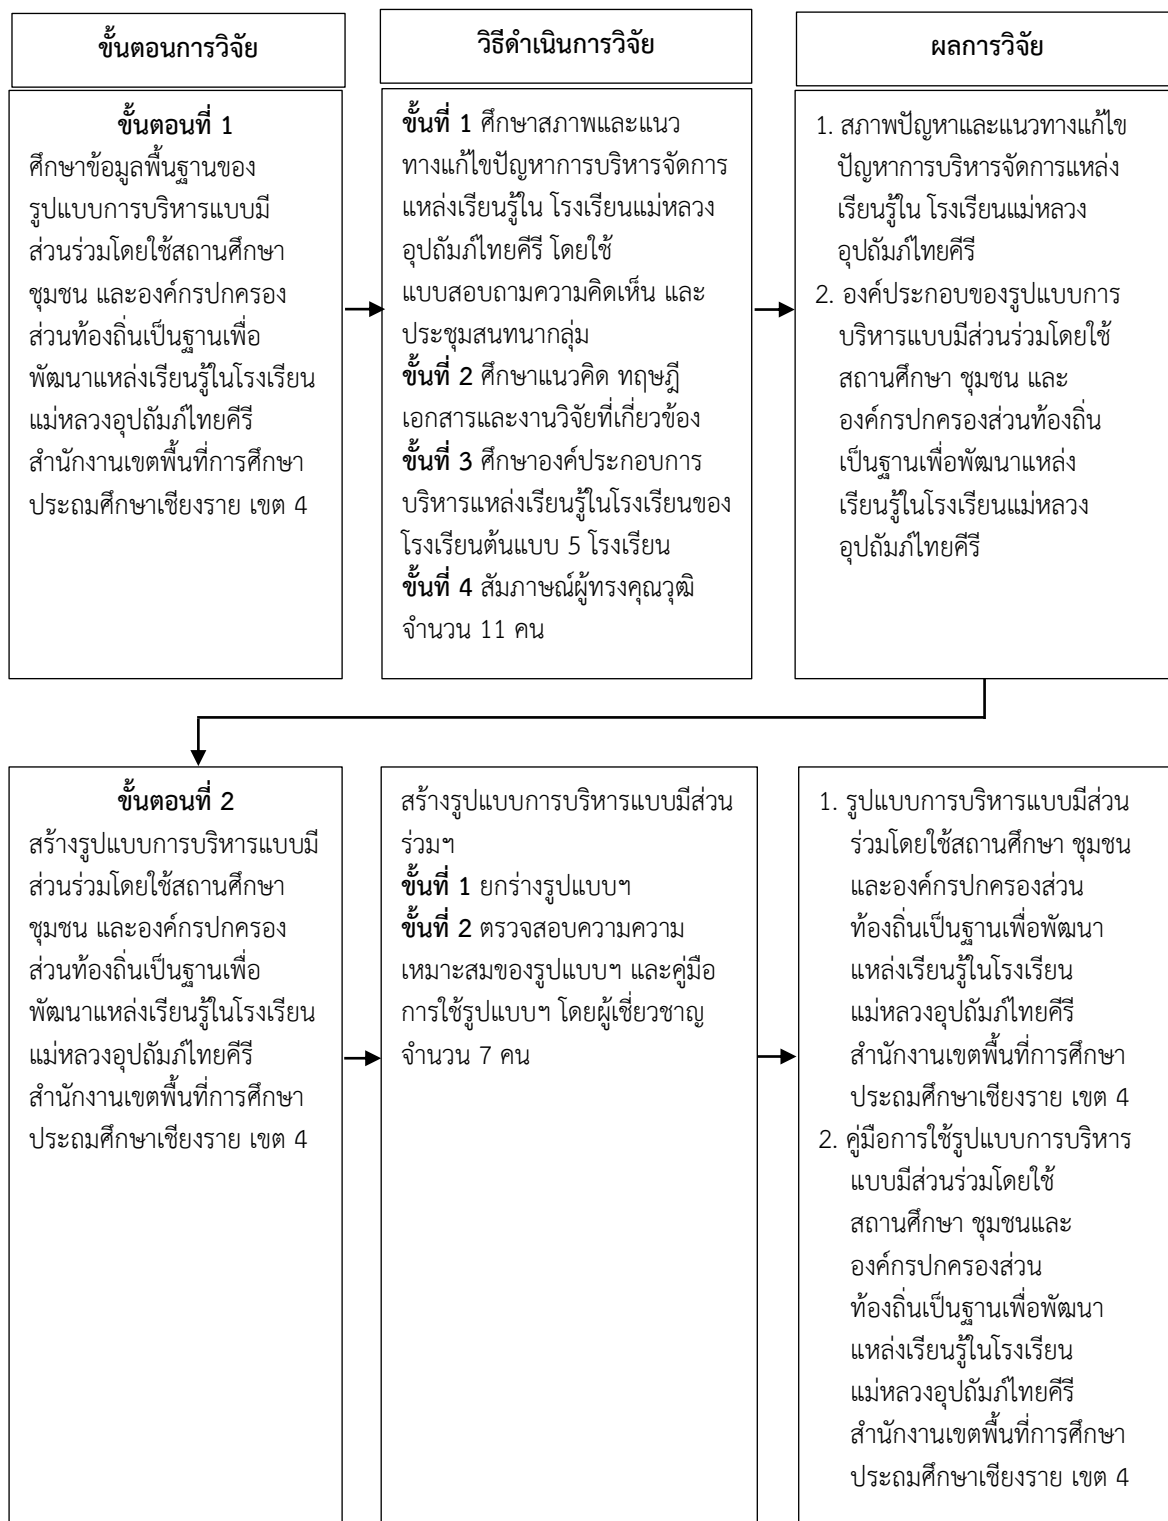 ขั้นตอนการวิจัย
วิธีดำเนินการวิจัย
ผลการวิจัย
ขั้นตอนที่ 1
ศึกษาข้อมูลพื้นฐานของ
รูปแบบการบริหารแบบมี
ส่วนร่วมโดยใช้สถานศึกษา
ชุมชน และองค์กรปกครอง
ส่วนท้องถิ่นเป็นฐานเพื่อ
พัฒนาแหล่งเรียนรู้ในโรงเรียน
แม่หลวงอุปถัมภ์ไทยคีรี
สำนักงานเขตพื้นที่การศึกษา
ประถมศึกษาเชียงราย เขต 4
ขั้นที่ 1 ศึกษาสภาพและแนว
ทางแก้ไขปัญหาการบริหารจัดการ
แหล่งเรียนรู้ใน โรงเรียนแม่หลวง
อุปถัมภ์ไทยคีรี โดยใช้
แบบสอบถามความคิดเห็น และ
ประชุมสนทนากลุ่ม
ขั้นที่ 2 ศึกษาแนวคิด ทฤษฎี
เอกสารและงานวิจัยที่เกี่ยวข้อง
ขั้นที่ 3 ศึกษาองค์ประกอบการ
บริหารแหล่งเรียนรู้ในโรงเรียนของ
โรงเรียนต้นแบบ 5 โรงเรียน
ขั้นที่ 4 สัมภาษณ์ผู้ทรงคุณวุฒิ
จำนวน 11 คน
1. สภาพปัญหาและแนวทางแก้ไข
ปัญหาการบริหารจัดการแหล่ง
เรียนรู้ใน โรงเรียนแม่หลวง
อุปถัมภ์ไทยคีรี
2. องค์ประกอบของรูปแบบการ
บริหารแบบมีส่วนร่วมโดยใช้
สถานศึกษา ชุมชน และ
องค์กรปกครองส่วนท้องถิ่น
เป็นฐานเพื่อพัฒนาแหล่ง
เรียนรู้ในโรงเรียนแม่หลวง
อุปถัมภ์ไทยคีรี
ขั้นตอนที่ 2
สร้างรูปแบบการบริหารแบบมี
ส่วนร่วมโดยใช้สถานศึกษา
ชุมชน และองค์กรปกครอง
ส่วนท้องถิ่นเป็นฐานเพื่อ
พัฒนาแหล่งเรียนรู้ในโรงเรียน
แม่หลวงอุปถัมภ์ไทยคีรี
สำนักงานเขตพื้นที่การศึกษา
ประถมศึกษาเชียงราย เขต 4
สร้างรูปแบบการบริหารแบบมีส่วน
ร่วมฯ
ขั้นที่ 1 ยกร่างรูปแบบฯ
ขั้นที่ 2 ตรวจสอบความความ
เหมาะสมของรูปแบบฯ และคู่มือ
การใช้รูปแบบฯ โดยผู้เชี่ยวชาญ
จำนวน 7 คน
1. รูปแบบการบริหารแบบมีส่วน
ร่วมโดยใช้สถานศึกษา ชุมชน
และองค์กรปกครองส่วน
ท้องถิ่นเป็นฐานเพื่อพัฒนา
แหล่งเรียนรู้ในโรงเรียน
แม่หลวงอุปถัมภ์ไทยคีรี
สำนักงานเขตพื้นที่การศึกษา
ประถมศึกษาเชียงราย เขต 4
2. คู่มือการใช้รูปแบบการบริหาร
แบบมีส่วนร่วมโดยใช้
สถานศึกษา ชุมชนและ
องค์กรปกครองส่วน
ท้องถิ่นเป็นฐานเพื่อพัฒนา
แหล่งเรียนรู้ในโรงเรียน
แม่หลวงอุปถัมภ์ไทยคีรี
สำนักงานเขตพื้นที่การศึกษา
ประถมศึกษาเชียงราย เขต 4